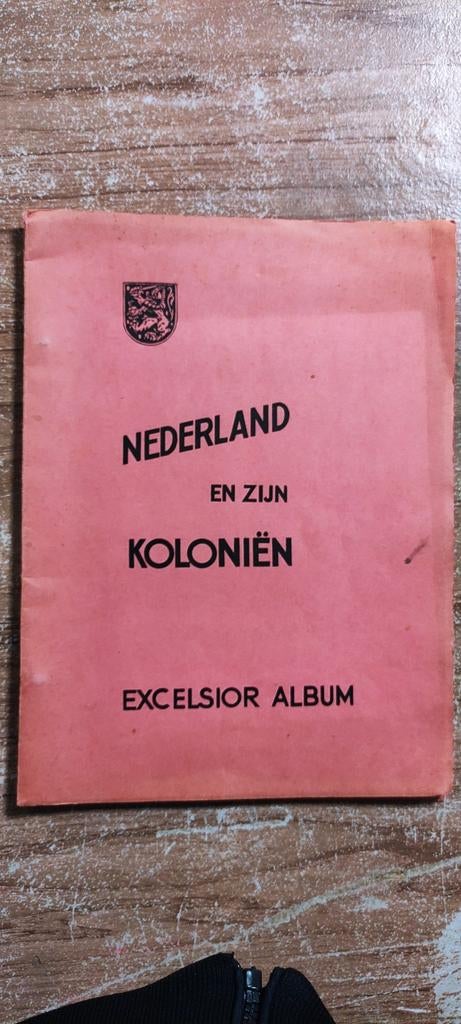 NEDERLAND
EN ZIJN
KOLONIËN
EXCELSIOR ALBUM